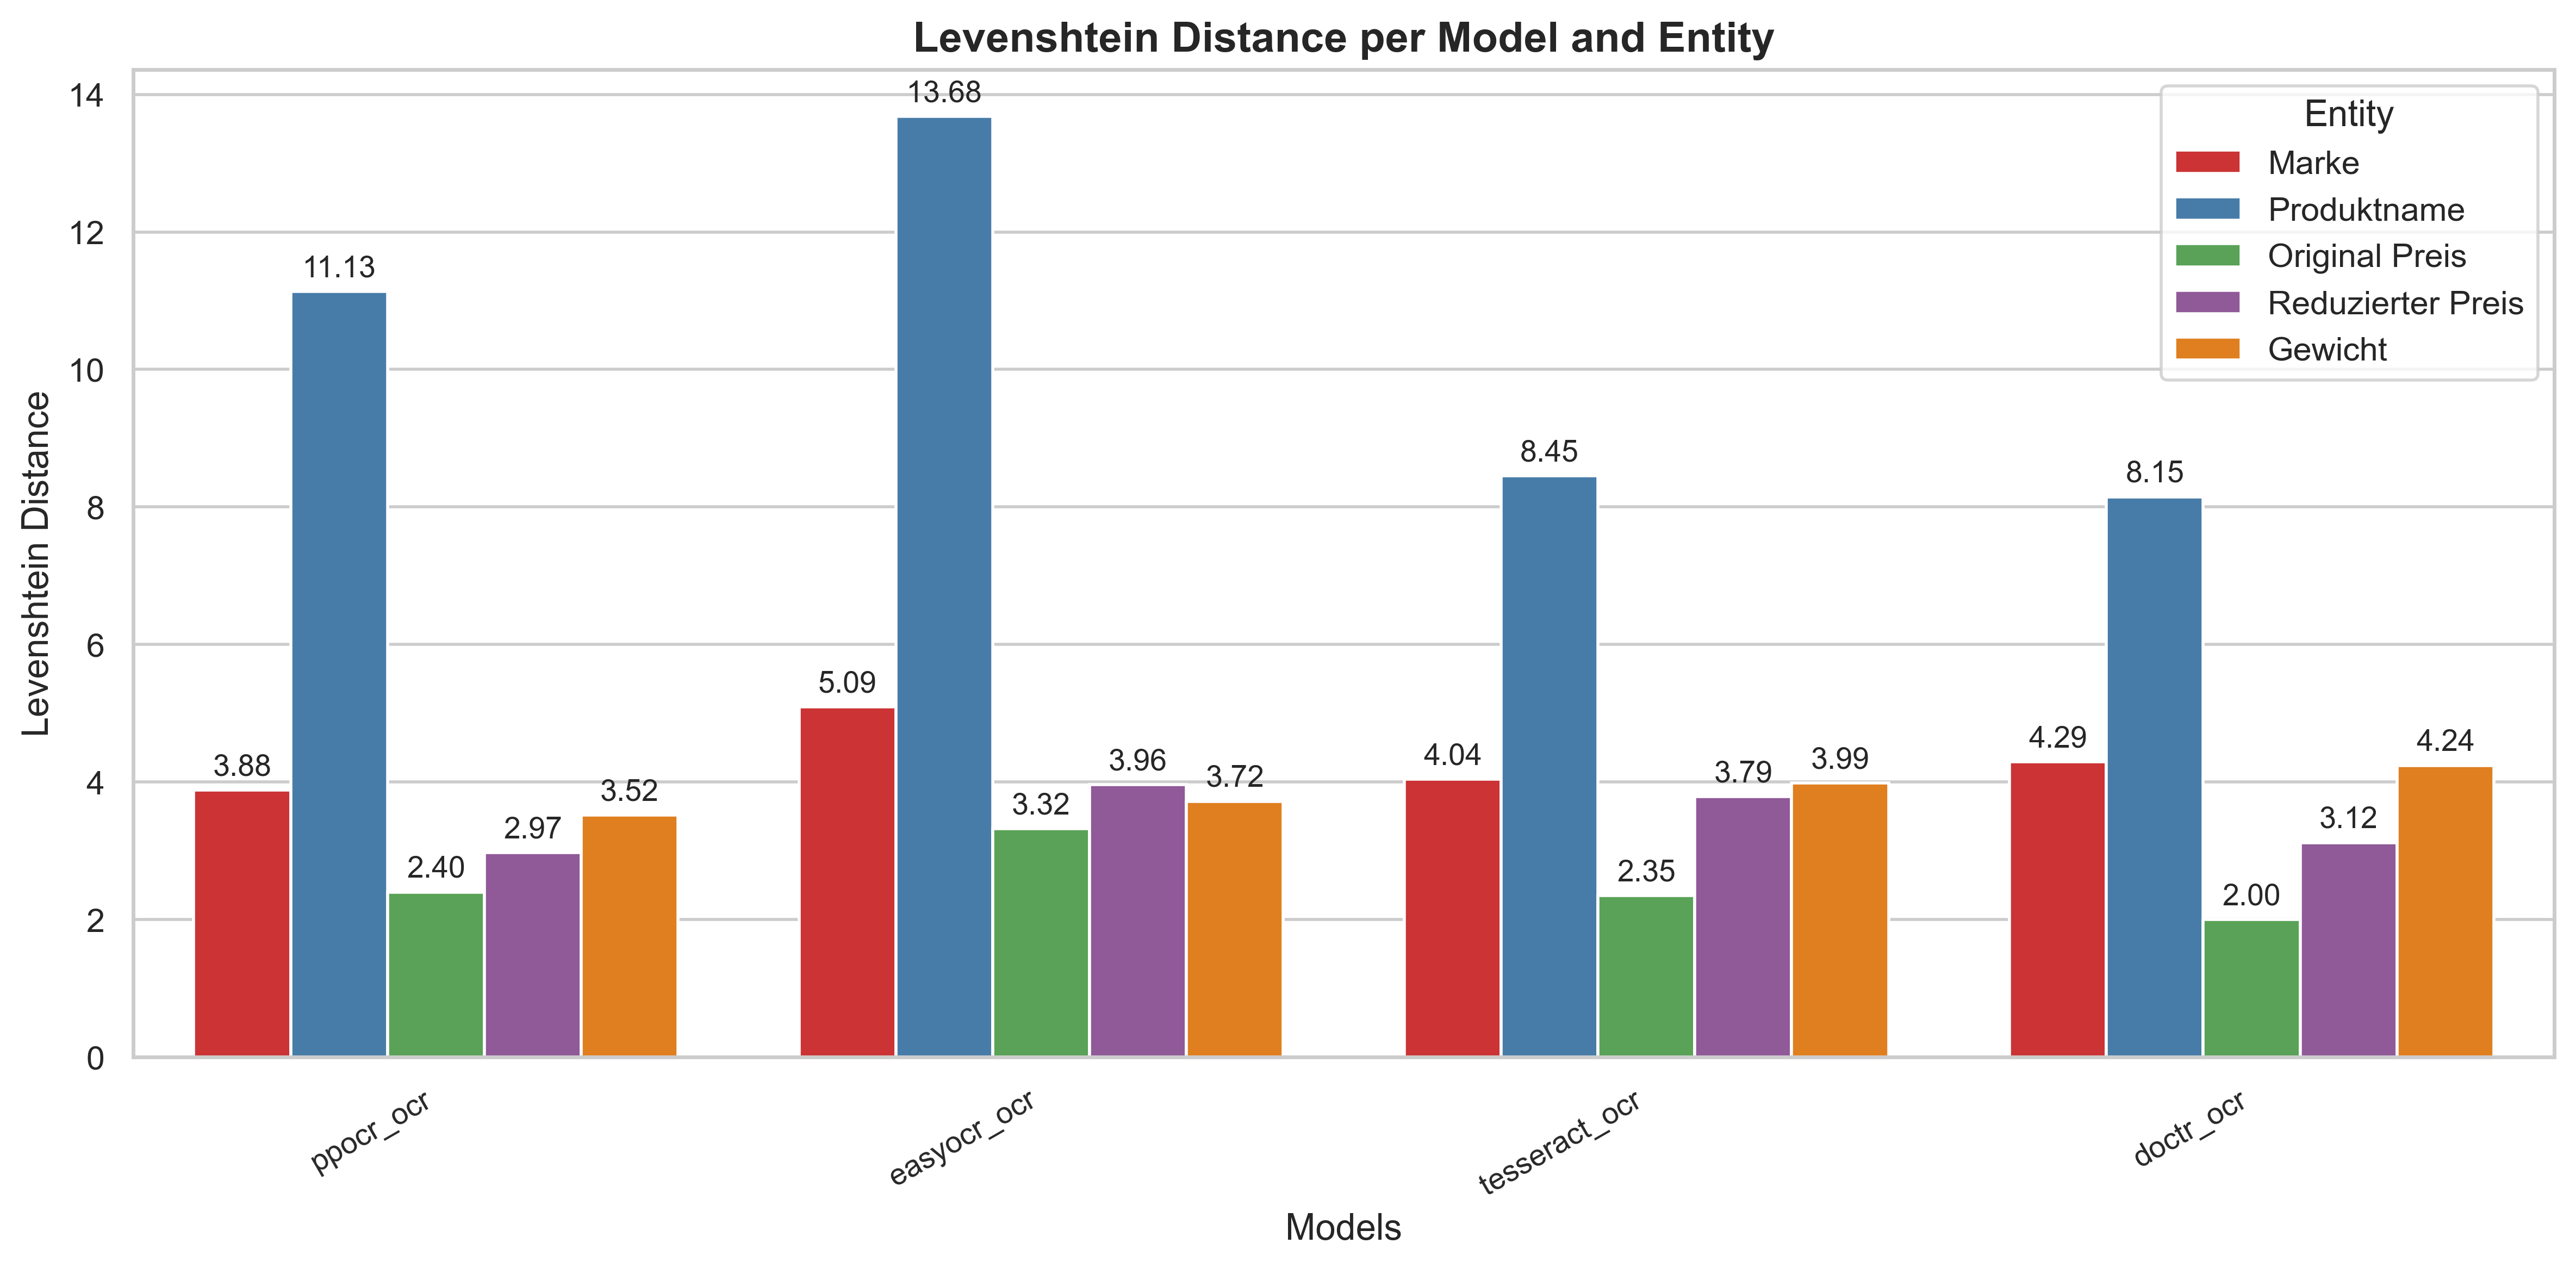 Levenshtein Distance per Model and Entity
Levenshtein Distance
14
12
10
8
6
4
2
0
3.88
11.13
2.40
2.97
3.52
5.09
13.68
3.32
3.96
3.72
4.04
8.45
2.35
3.79
3.99
4.29
8.15
2.00
3.12
4.24
Entity
Marke
Produktname
Original Preis
Reduzierter Preis
Gewicht
ppocr_ocr
easyocr_ocr
tesseract_ocr
doctr_ocr
Models